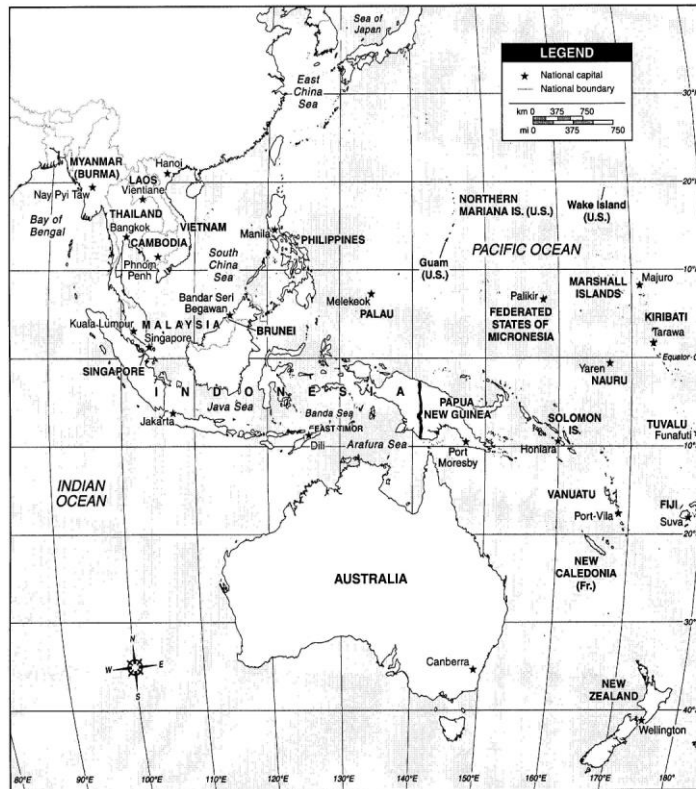 Sea of
Japan
East
China
Sea
LEGEND
National capital
National boundary
km 0 375 750
mi 0 375 750
30°
20°
10°
Equator 0°
10°
20°
30°
40°
MYANMAR
(BURMA)
Nay Pyi Taw
Hanoi
LAOS
Vientiane
THAILAND
Bangkok
VIETNAM
CAMBODIA
Phnom
Penh
Bay of
Bengal
South
China
Sea
Manila
PHILIPPINES
NORTHERN
MARIANA IS. (U.S.)
Wake Island
(U.S.)
PACIFIC OCEAN
Guam
(U.S.)
Melekeok
PALAU
Palikir
FEDERATED
STATES OF
MICRONESIA
MARSHALL
ISLANDS
Majuro
KIRIBATI
Tarawa
Bandar Seri
Begawan
BRUNEI
Kuala-Lumpur
MALAYSIA
Singapore
SINGAPORE
Yaren
NAURU
INDONESIA
Java Sea
Banda Sea
Jakarta
EAST TIMOR
Dili
Arafura Sea
PAPUA
NEW GUINEA
Port
Moresby
SOLOMON
IS.
Honiara
TUVALU
Funafuti
INDIAN
OCEAN
VANUATU
Port-Vila
FIJI
Suva
NEW
CALEDONIA
(Fr.)
AUSTRALIA
Canberra
NEW
ZEALAND
Wellington
N
W E
S
80° 90°E 100°E 110°E 120°E 130°E 140°E 150°E 160°E 170°E 180°